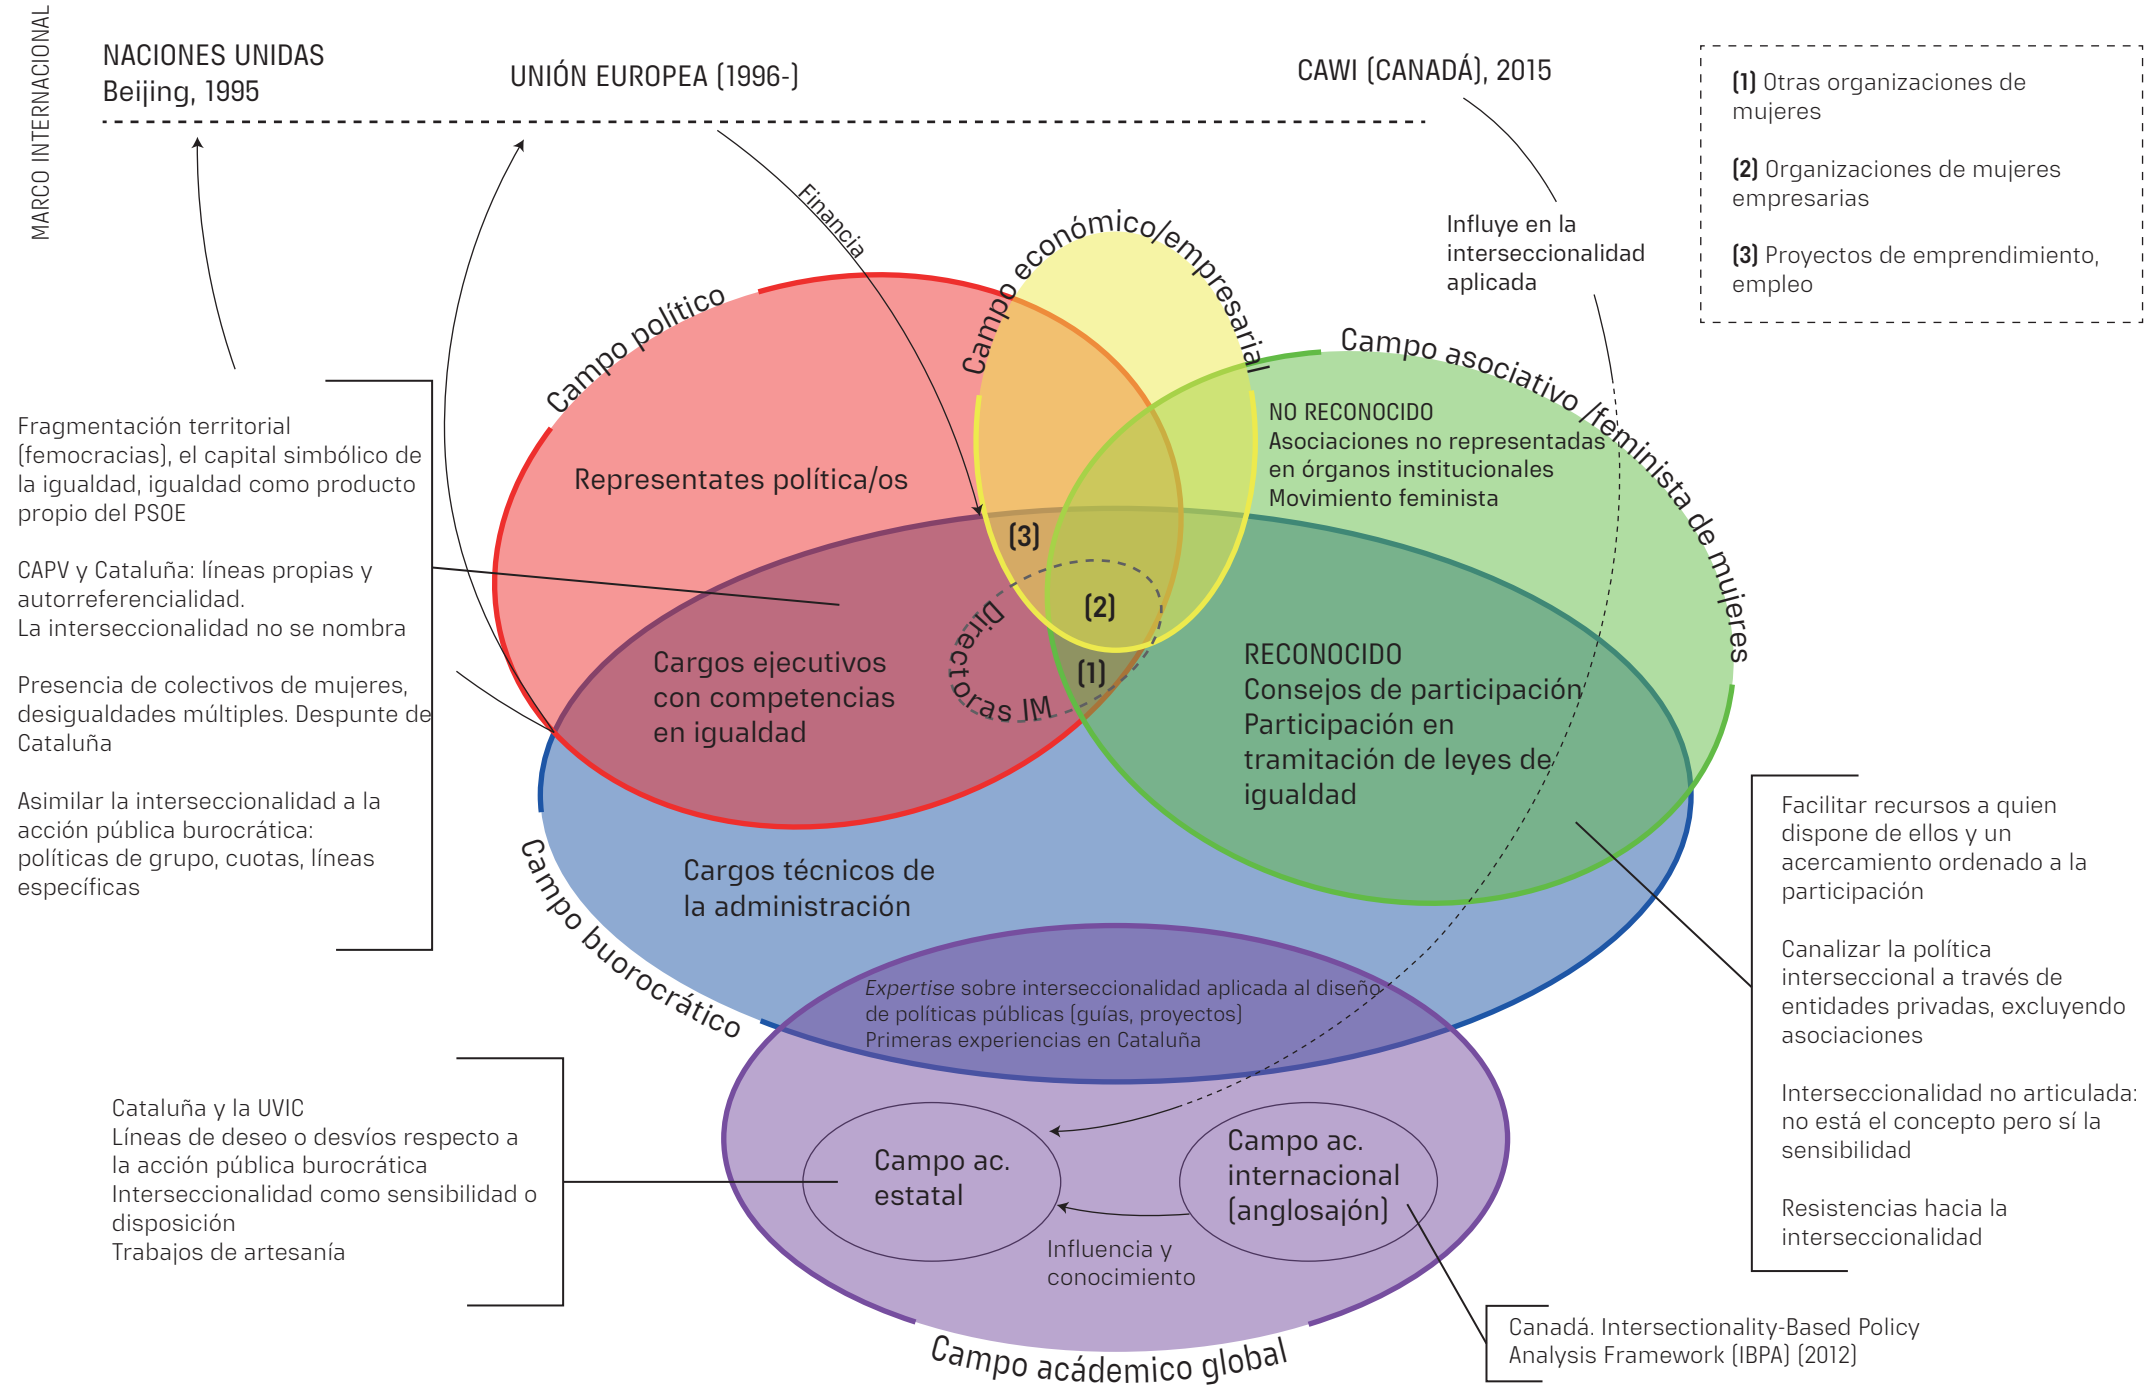 MARCO INTERNACIONAL
NACIONES UNIDAS
Beijing, 1995
UNIÓN EUROPEA (1996-)
CAWI (CANADÁ), 2015
(1) Otras organizaciones de
mujeres
(2) Organizaciones de mujeres
empresarias
(3) Proyectos de emprendimiento,
empleo
Financia
Influye en la
interseccionalidad
aplicada
Campo político
Campo económico/empresarial
Campo asociativo /feminista de mujeres
Fragmentación territorial
(femocracias), el capital simbólico de
la igualdad, igualdad como producto
propio del PSOE
CAPV y Cataluña: líneas propias y
autorreferencialidad.
La interseccionalidad no se nombra
Presencia de colectivos de mujeres,
desigualdades múltiples. Despunte de
Cataluña
Asimilar la interseccionalidad a la
acción pública burocrática:
políticas de grupo, cuotas, líneas
específicas
Representates política/os
NO RECONOCIDO
Asociaciones no representadas
en órganos institucionales
Movimiento feminista
(3)
(2)
(1)
Directoras IM
Cargos ejecutivos
con competencias
en igualdad
RECONOCIDO
Consejos de participación
Participación en
tramitación de leyes de
igualdad
Cargos técnicos de
la administración
Campo buorocrático
Facilitar recursos a quien
dispone de ellos y un
acercamiento ordenado a la
participación
Canalizar la política
interseccional a través de
entidades privadas, excluyendo
asociaciones
Interseccionalidad no articulada:
no está el concepto pero sí la
sensibilidad
Resistencias hacia la
interseccionalidad
Expertise sobre interseccionalidad aplicada al diseño
de políticas públicas (guías, proyectos)
Primeras experiencias en Cataluña
Cataluña y la UVIC
Líneas de deseo o desvíos respecto a
la acción pública burocrática
Interseccionalidad como sensibilidad o
disposición
Trabajos de artesanía
Campo ac.
estatal
Campo ac.
internacional
(anglosajón)
Influencia y
conocimiento
Campo acádemico global
Canadá. Intersectionality-Based Policy
Analysis Framework (IBPA) (2012)